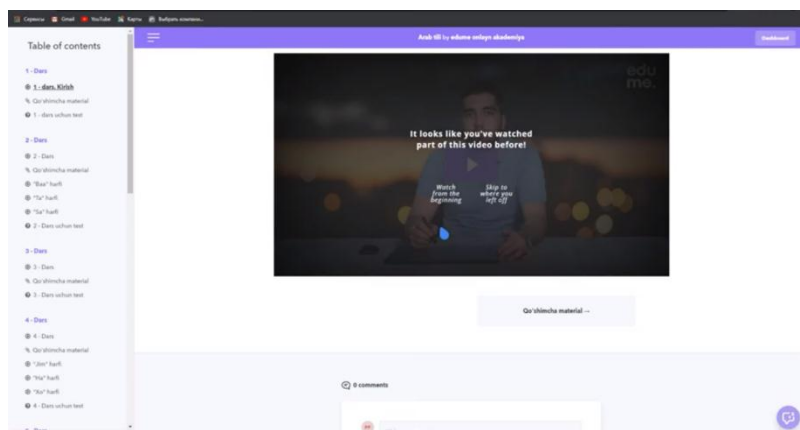 Сервисы Gmail YouTube Карты Выбрать компани...
Table of contents
Arab tili by edume onlayn akademiya
Dashboard
1 - Dars
1 - dars. Kirish
Qo'shimcha material
1 - dars uchun test
2 - Dars
2 - Dars
Qo'shimcha material
"Baa" harfi
"Ta" harfi
"Sa" harfi
2 - Dars uchun test
3 - Dars
3 - Dars
Qo'shimcha material
3 - Dars uchun test
4 - Dars
4 - Dars
Qo'shimcha material
"Jim" harfi
"Ha" harfi
"Xo" harfi
4 - Dars uchun test
edu
me.
It looks like you've watched
part of this video before!
Watch
from the
beginning
Skip to
where you
left off
Qo'shimcha material →
0 comments